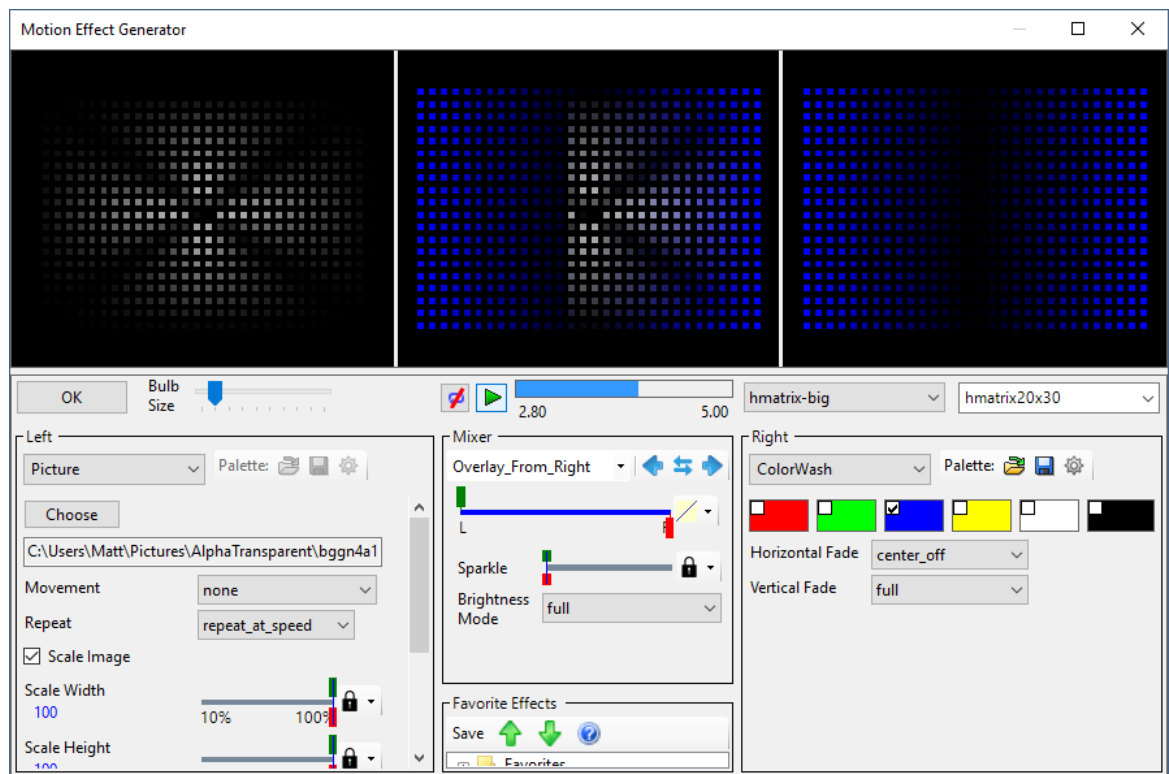 Motion Effect Generator
OK
Bulb
Size
2.80
5.00
hmatrix-big
hmatrix20x30
Left
Picture
Palette:
Choose
C:\Users\Matt\Pictures\AlphaTransparent\bggn4a1
Movement
none
Repeat
repeat_at_speed
Scale Image
Scale Width
100
10%
100%
Scale Height
100
Mixer
Overlay_From_Right
L
Sparkle
Brightness
Mode
full
Favorite Effects
Save
Favorites
Right
ColorWash
Palette:
Horizontal Fade
center_off
Vertical Fade
full